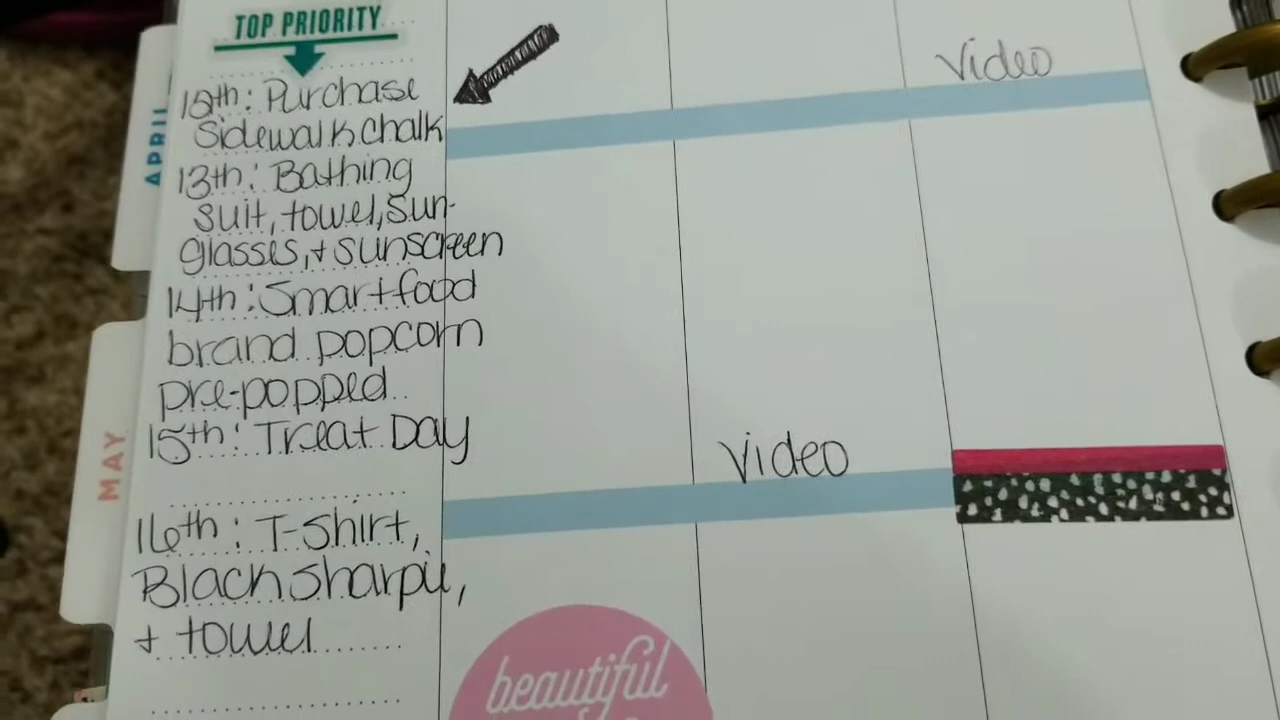 TOP PRIORITY
15th: Purchase
Sidewalk chalk
13th: Bathing
suit, towel, sun-
glasses, + sunscreen
14th: Smartfood
brand popcorn
pre-popped
15th: Treat Day
16th: T-Shirt,
Black sharpie,
+ towel
APRIL
MAY
Video
Video
beautiful